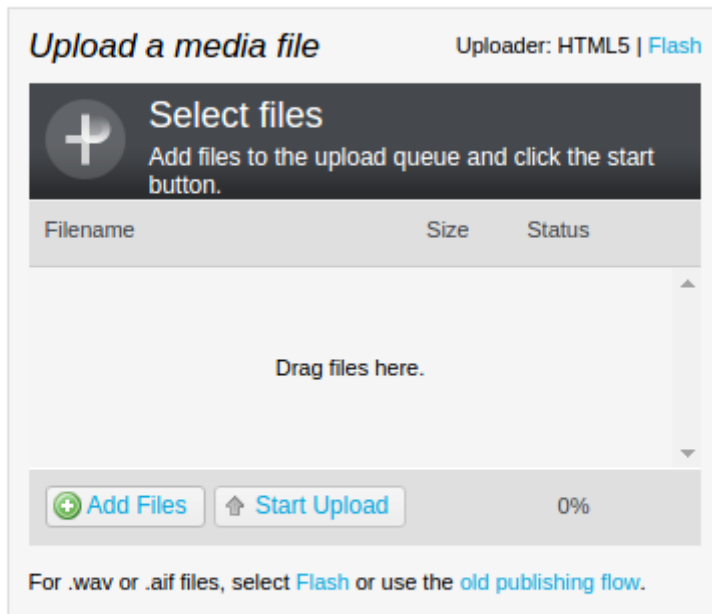 Upload a media file
Uploader: HTML5 | Flash
Select files
Add files to the upload queue and click the start
button.
Filename Size Status
Drag files here.
Add Files Start Upload 0%
For .wav or .aif files, select Flash or use the old publishing flow.